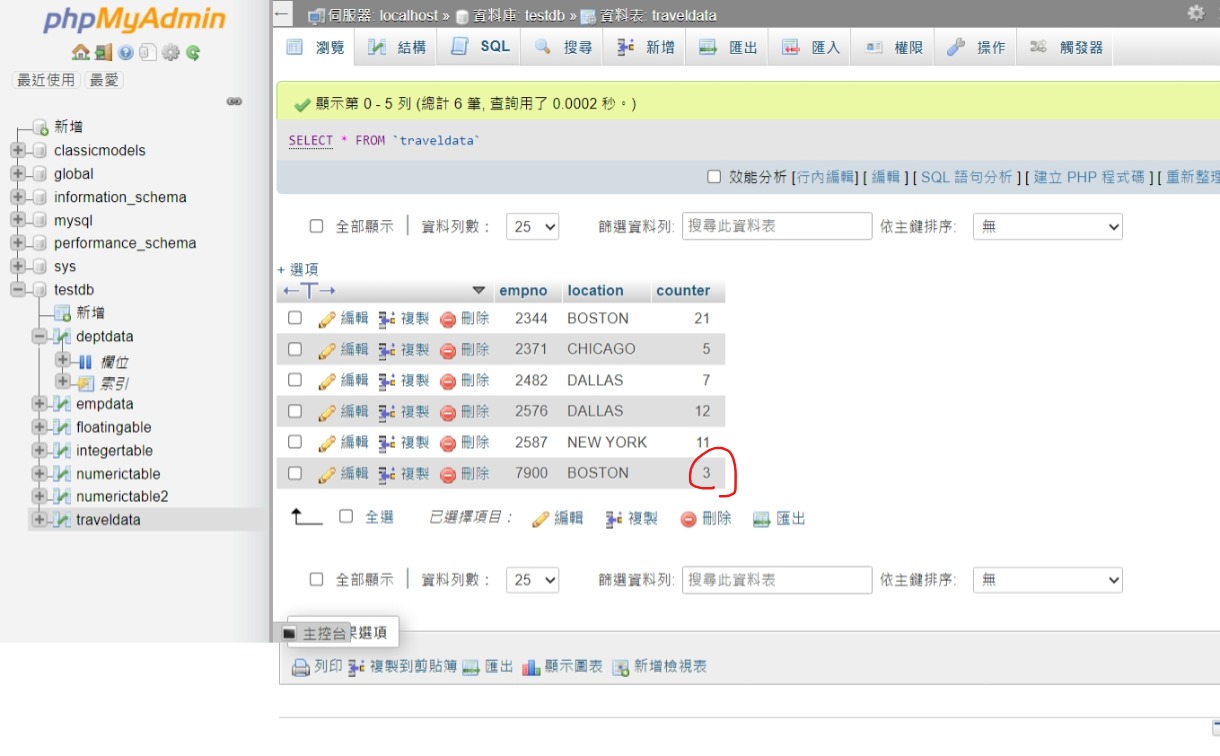 phpMyAdmin
最近使用 最愛
新增
classicmodels
global
information_schema
mysql
performance_schema
sys
testdb
新增
deptdata
欄位
索引
empdata
floatingable
integertable
numerictable
numerictable2
traveldata
伺服器: localhost » 資料庫: testdb » 資料表: traveldata
瀏覽 結構 SQL 搜尋 新增 匯出 匯入 權限 操作 觸發器
顯示第 0 - 5 列 (總計 6 筆, 查詢用了 0.0002 秒。)
SELECT * FROM `traveldata`
效能分析 [行內編輯] [ 編輯 ] [ SQL 語句分析 ] [ 建立 PHP 程式碼 ] [ 重新整理
全部顯示 | 資料列數： 25 篩選資料列: 搜尋此資料表 依主鍵排序: 無
+ 選項
←T→ empno location counter
編輯 複製 刪除 2344 BOSTON 21
編輯 複製 刪除 2371 CHICAGO 5
編輯 複製 刪除 2482 DALLAS 7
編輯 複製 刪除 2576 DALLAS 12
編輯 複製 刪除 2587 NEW YORK 11
編輯 複製 刪除 7900 BOSTON 3
全選 已選擇項目： 編輯 複製 刪除 匯出
全部顯示 | 資料列數： 25 篩選資料列: 搜尋此資料表 依主鍵排序: 無
主控台 選項
列印 複製到剪貼簿 匯出 顯示圖表 新增檢視表